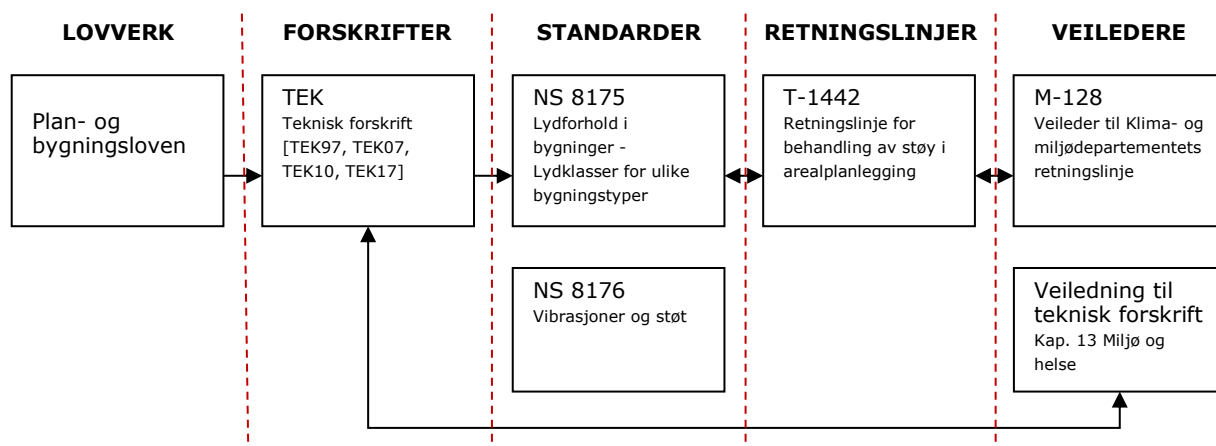 LOVVERK
FORSKRIFTER
STANDARDER
RETNINGSLINJER
VEILEDERE
Plan- og
bygningsloven
TEK
Teknisk forskrift
[TEK97, TEK07,
TEK10, TEK17]
NS 8175
Lydforhold i
bygninger -
Lydklasser for ulike
bygningstyper
T-1442
Retningslinje for
behandling av støy i
arealplanlegging
M-128
Veileder til Klima- og
miljødepartementets
retningslinje
NS 8176
Vibrasjoner og støt
Veiledning til
teknisk forskrift
Kap. 13 Miljø og
helse